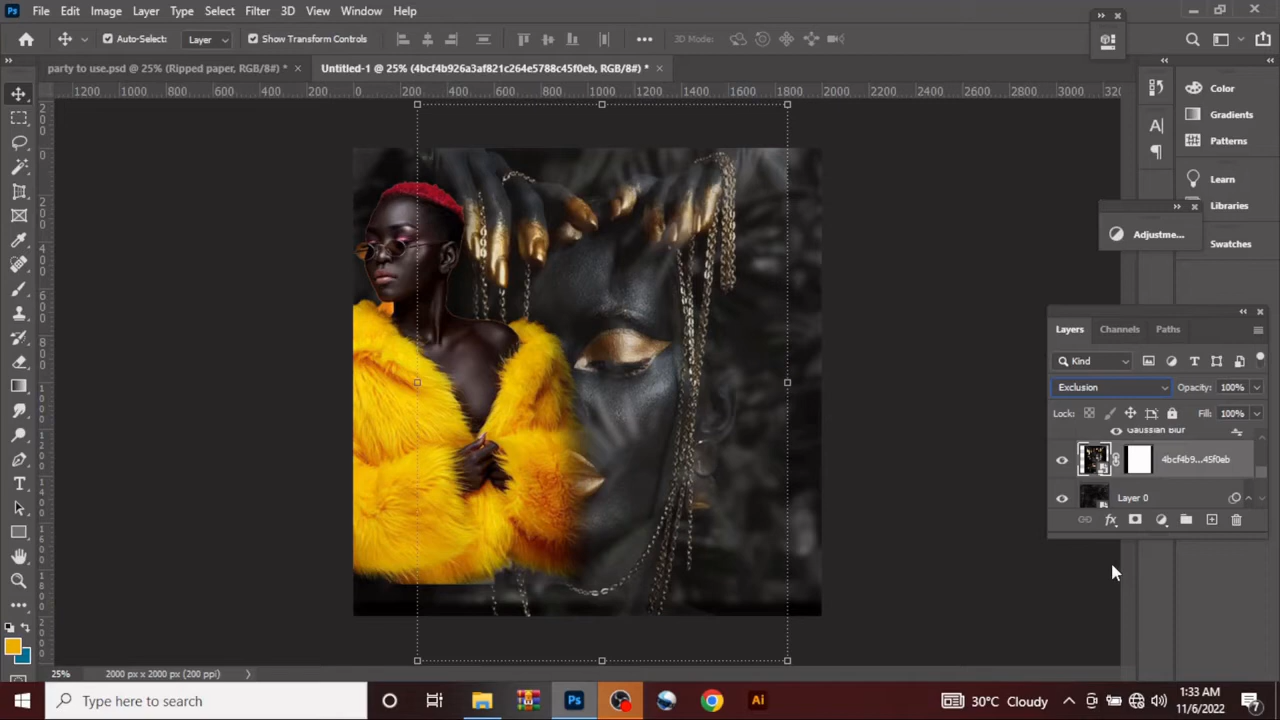 Ps File Edit Image Layer Type Select Filter 3D View Window Help
Auto-Select: Layer Show Transform Controls 3D Mode:
party to use.psd @ 25% (Ripped paper, RGB/8#) *
Untitled-1 @ 25% (4bcf4b926a3af821c264e5788c45f0eb, RGB/8#) *
1200 1000 800 600 400 200 0 200 400 600 800 1000 1200 1400 1600 1800 2000 2200 2400 2600 2800 3000
Color
Gradients
Patterns
Learn
Libraries
Swatches
Adjustme...
Layers Channels Paths
Kind
Exclusion Opacity: 100%
Lock: Fill: 100%
Gaussian Blur
4bcf4b9...45f0eb
Layer 0
25% 2000 px x 2000 px (200 ppi)
Type here to search
Ps
Ai
30°C Cloudy
1:33 AM
11/6/2022
7